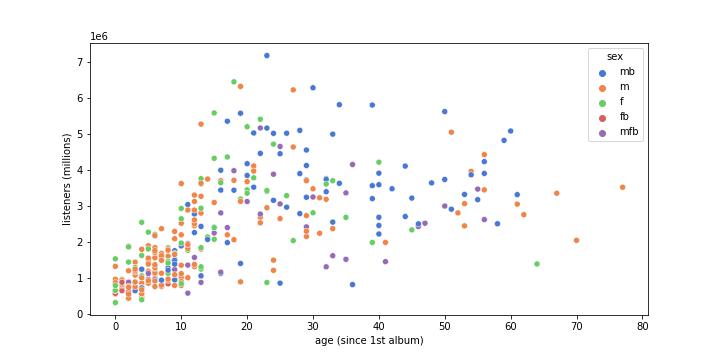 1e6
7
6
5
4
3
2
1
0
listeners (millions)
0 10 20 30 40 50 60 70 80
age (since 1st album)
sex
mb
m
f
fb
mfb